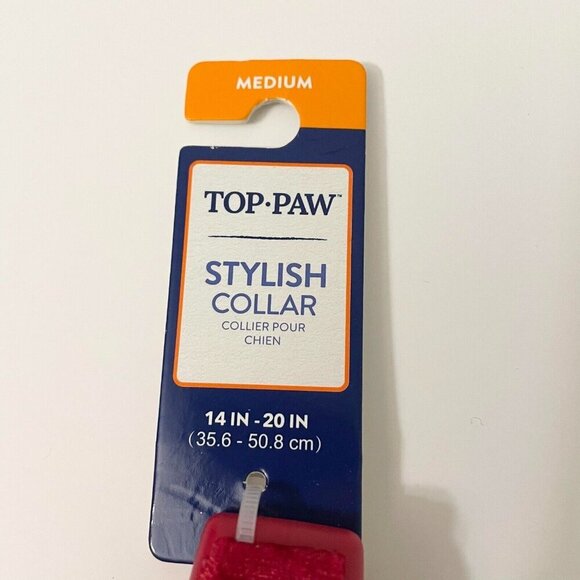 MEDIUM
TOP·PAW™
STYLISH
COLLAR
COLLIER POUR
CHIEN
14 IN - 20 IN
(35.6 - 50.8 cm)